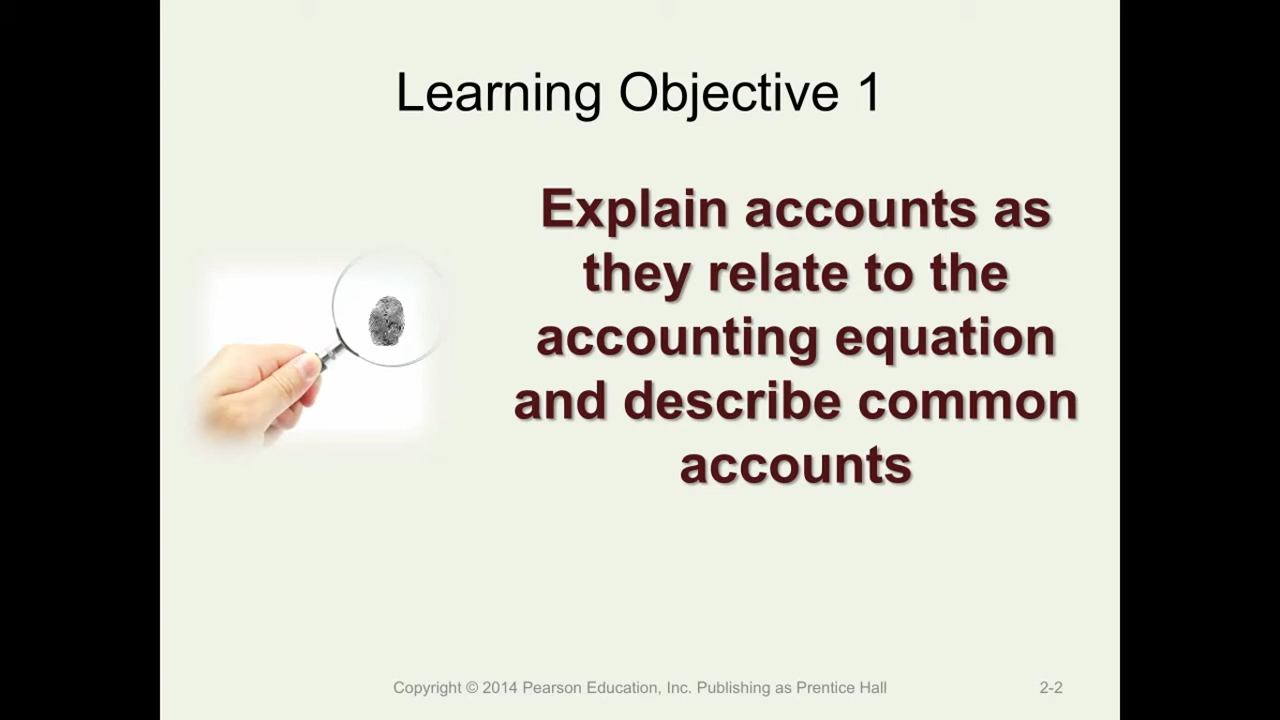 Learning Objective 1
Explain accounts as
they relate to the
accounting equation
and describe common
accounts
Copyright © 2014 Pearson Education, Inc. Publishing as Prentice Hall
2-2